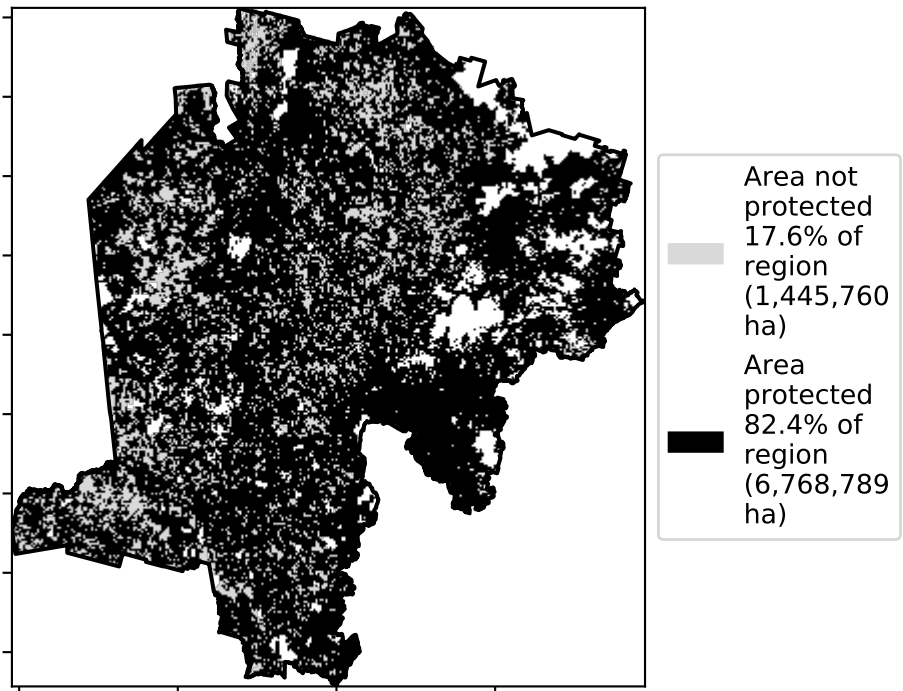 Area not
protected
17.6% of
region
(1,445,760
ha)
Area
protected
82.4% of
region
(6,768,789
ha)